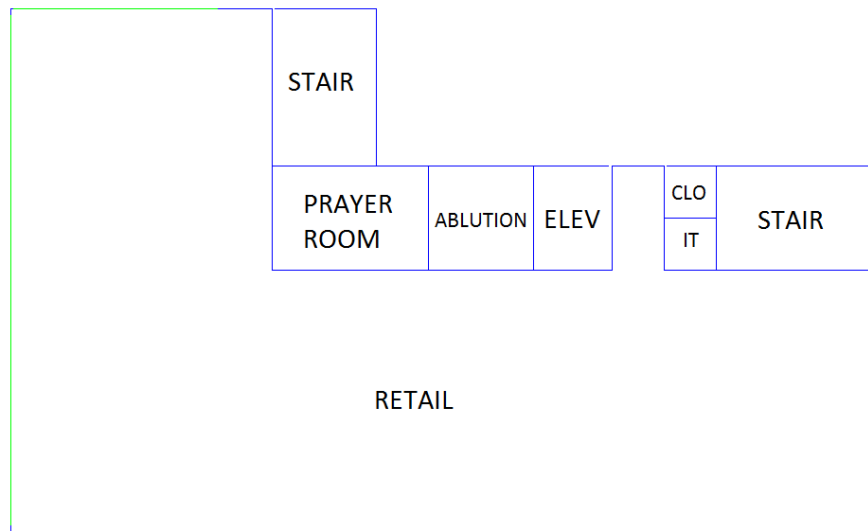 STAIR
PRAYER
ROOM
ABLUTION
ELEV
CLO
IT
STAIR
RETAIL